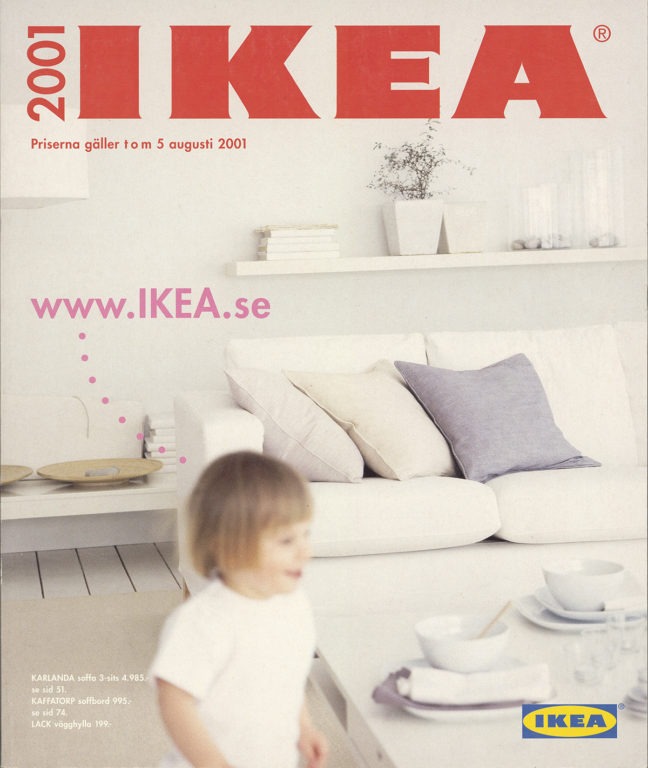 2001
IKEA®
Priserna gäller t o m 5 augusti 2001
www.IKEA.se
KARLANDA soffa 3-sits 4.985.-
se sid 51.
KAFFATORP soffbord 995.-
se sid 74.
LACK vägghylla 199.-
IKEA